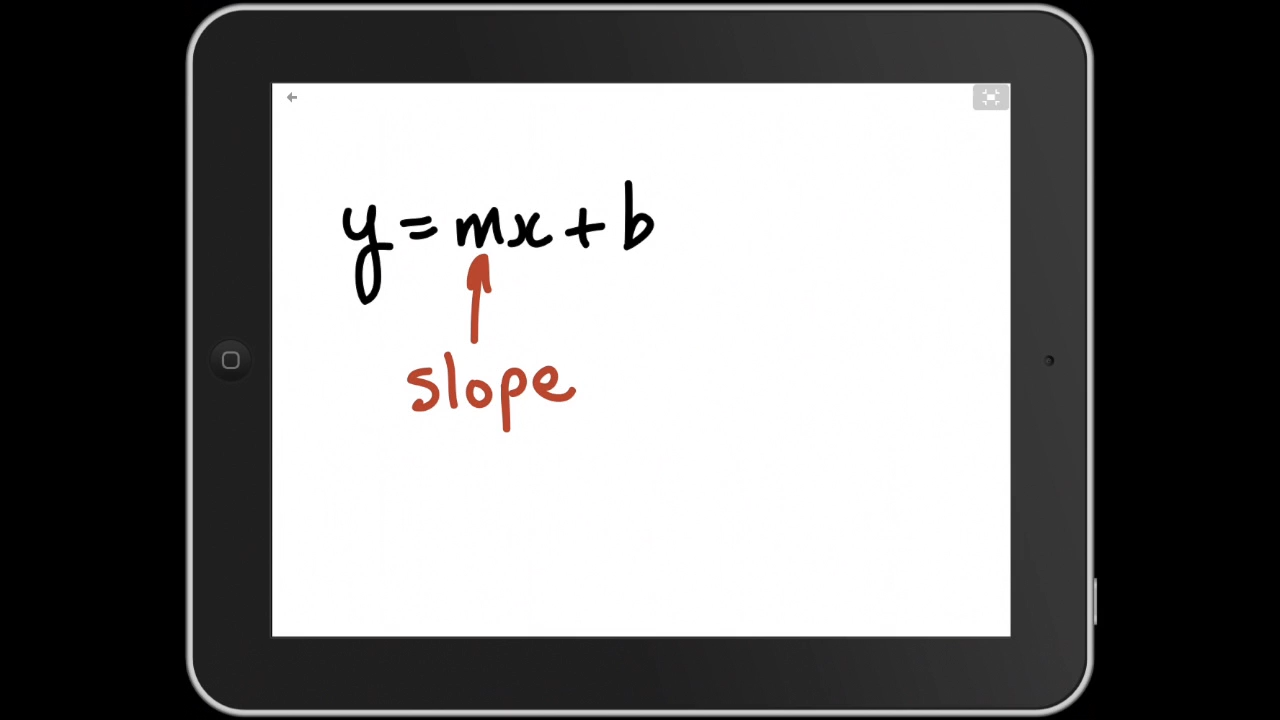 y = mx + b
slope